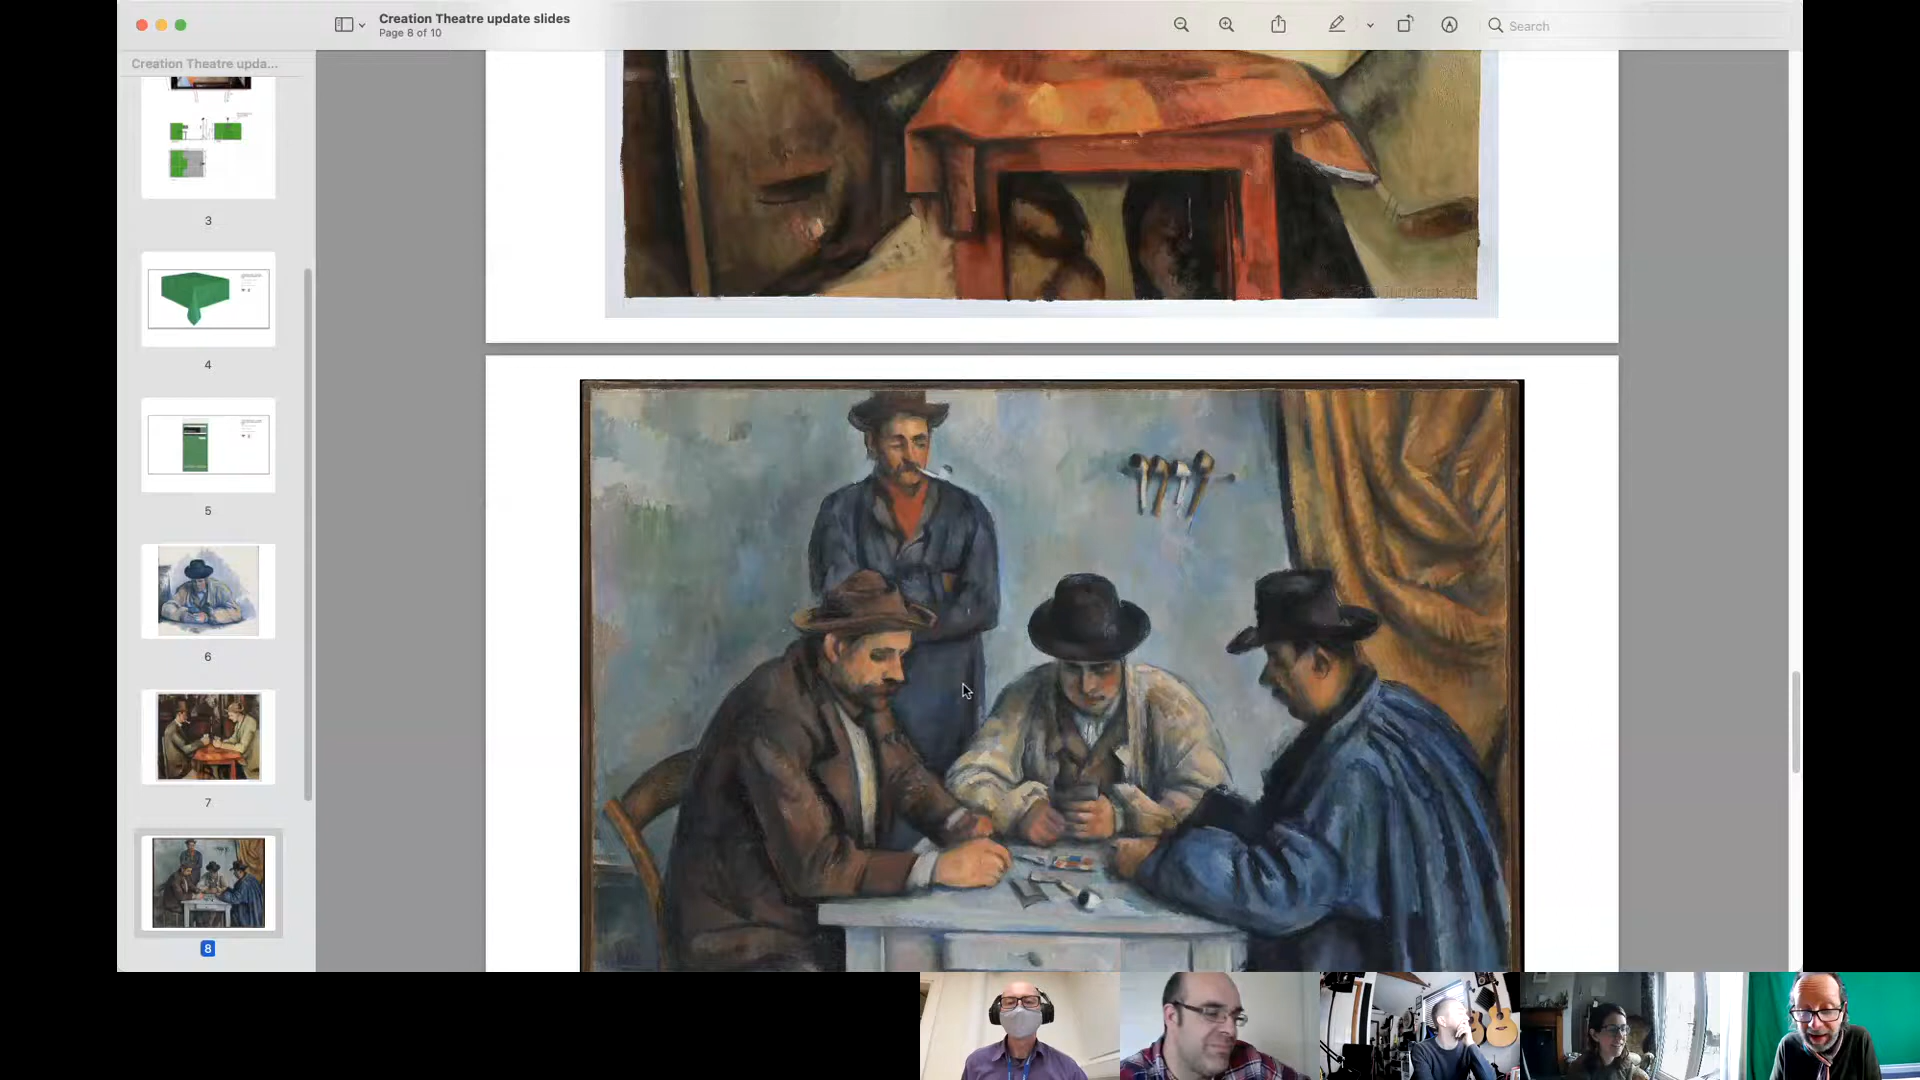 Creation Theatre update slides
Page 8 of 10
Search
Creation Theatre upda...
3
4
5
6
7
8